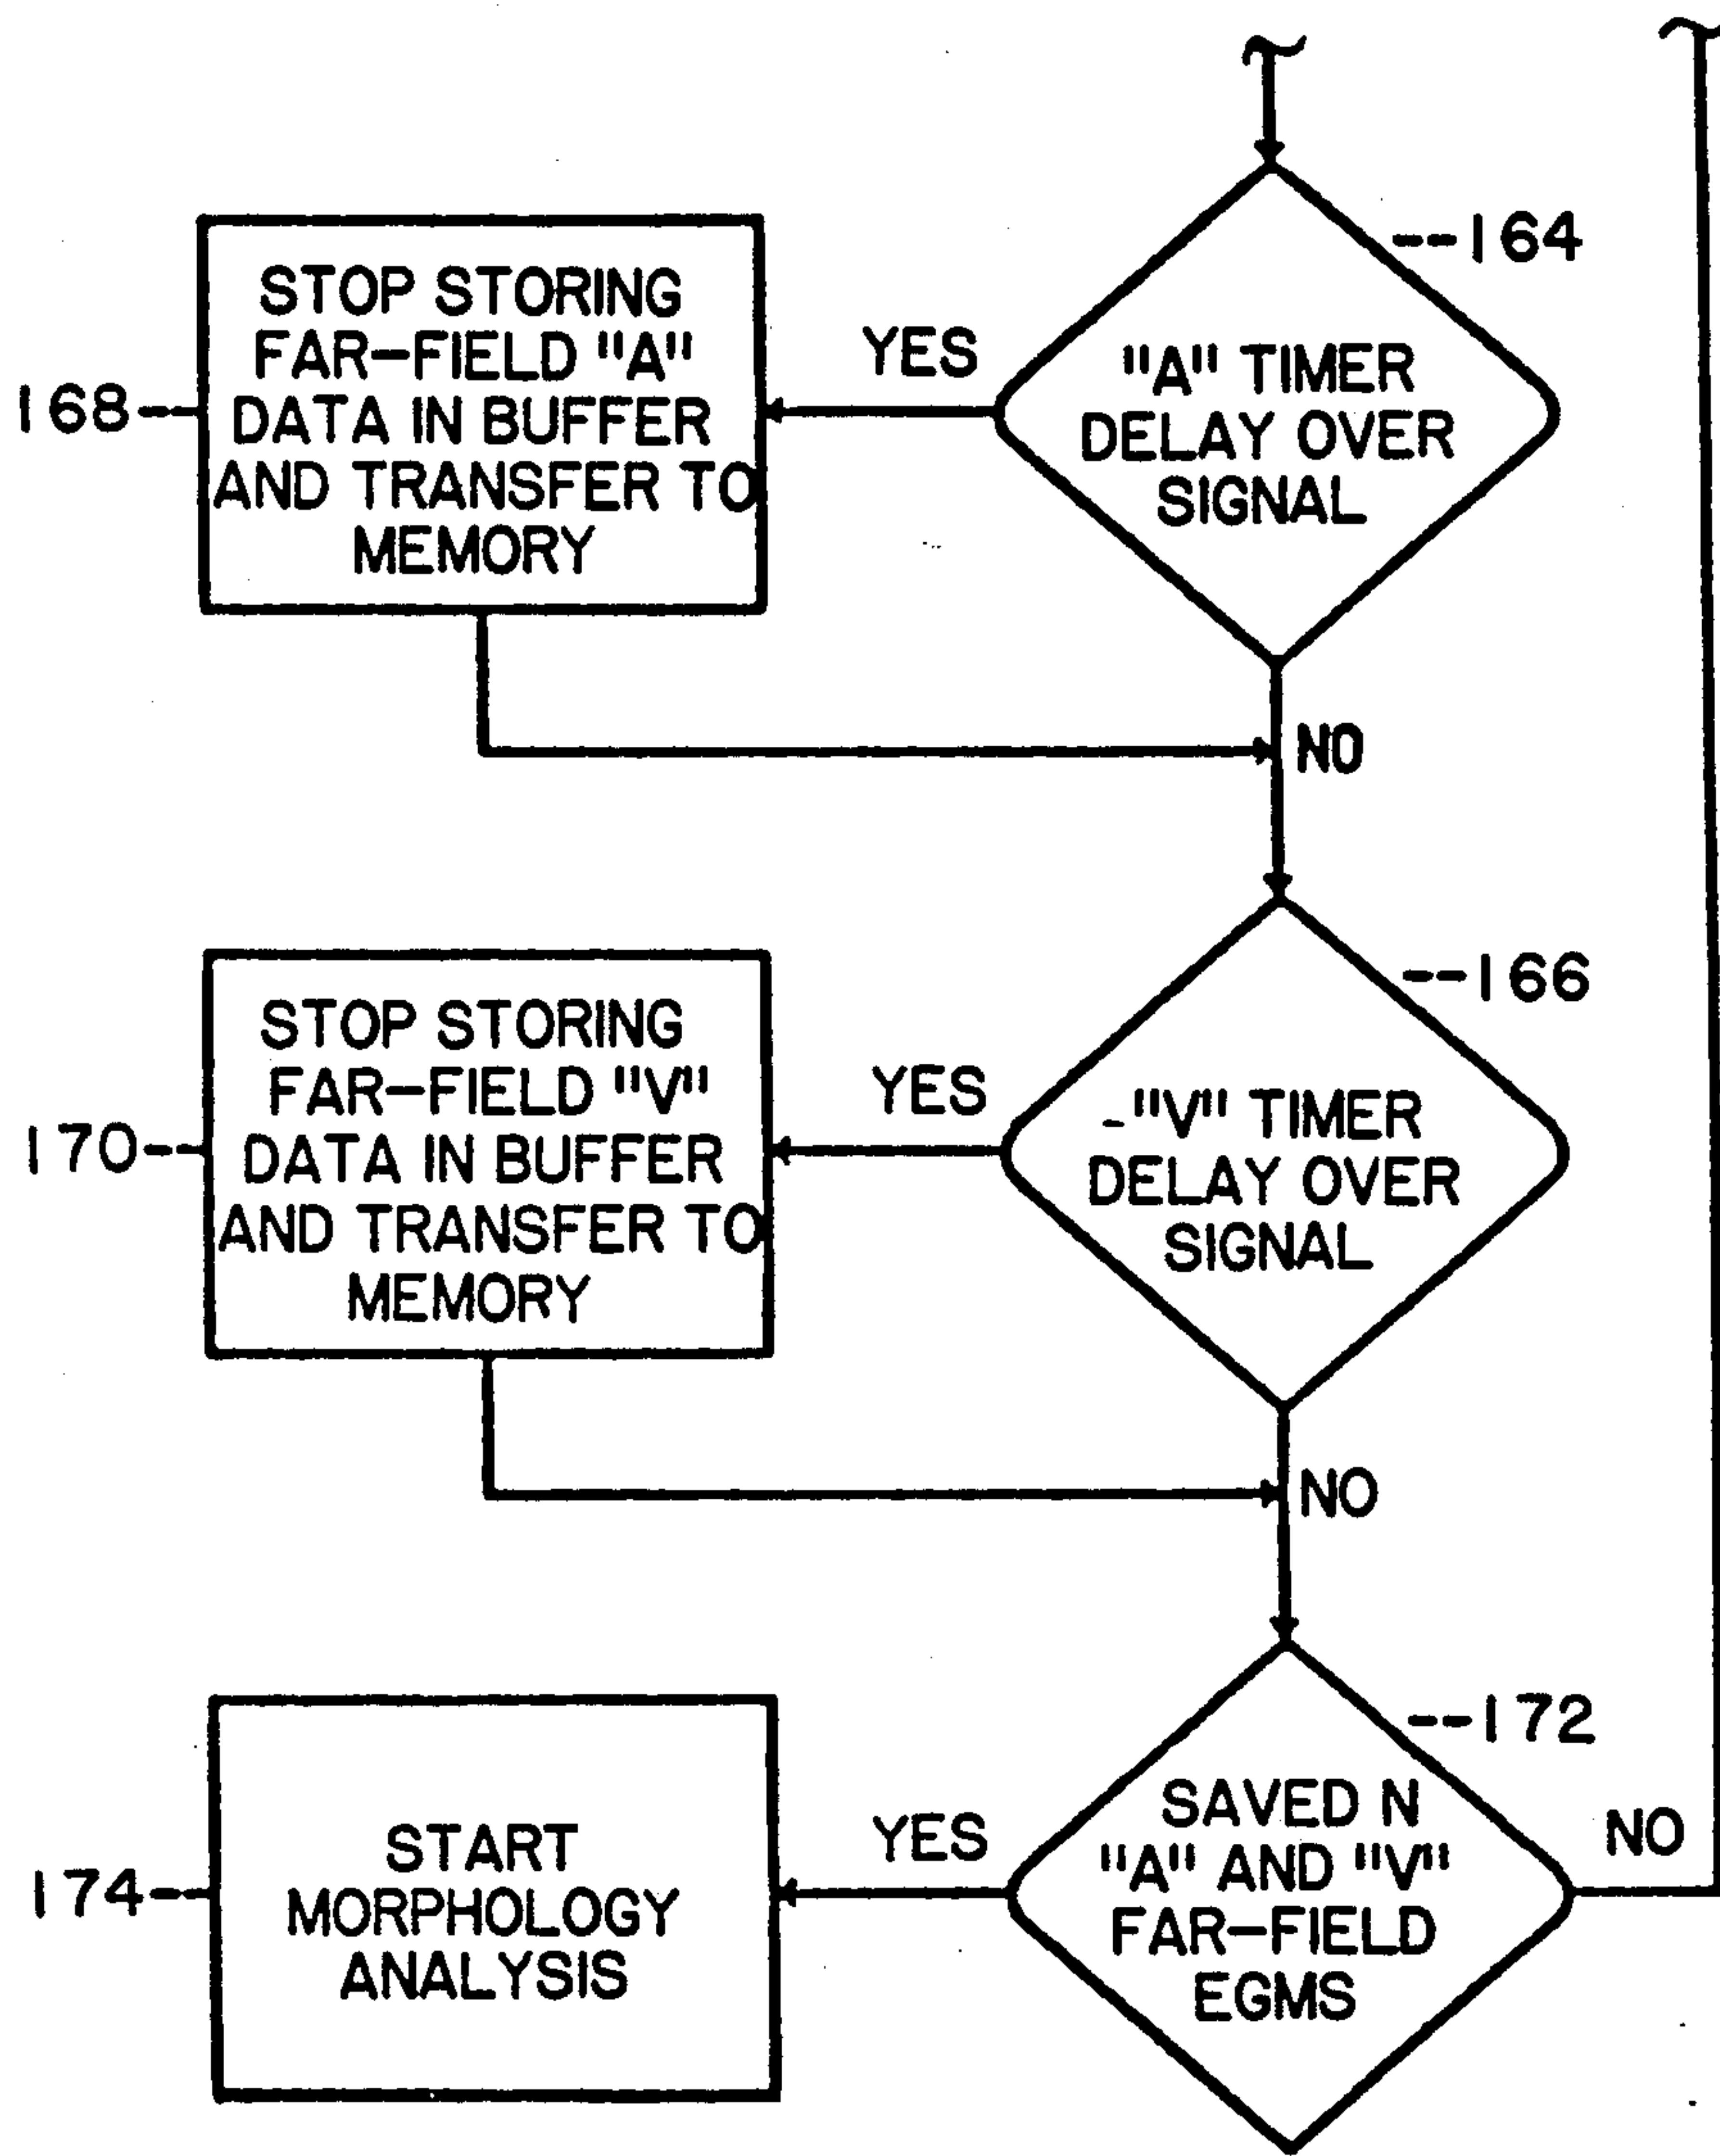 164
"A" TIMER
DELAY OVER
SIGNAL
YES
168
STOP STORING
FAR-FIELD "A"
DATA IN BUFFER
AND TRANSFER TO
MEMORY
NO
166
"V" TIMER
DELAY OVER
SIGNAL
YES
170
STOP STORING
FAR-FIELD "V"
DATA IN BUFFER
AND TRANSFER TO
MEMORY
NO
172
SAVED N
"A" AND "V"
FAR-FIELD
EGMS
NO
YES
174
START
MORPHOLOGY
ANALYSIS